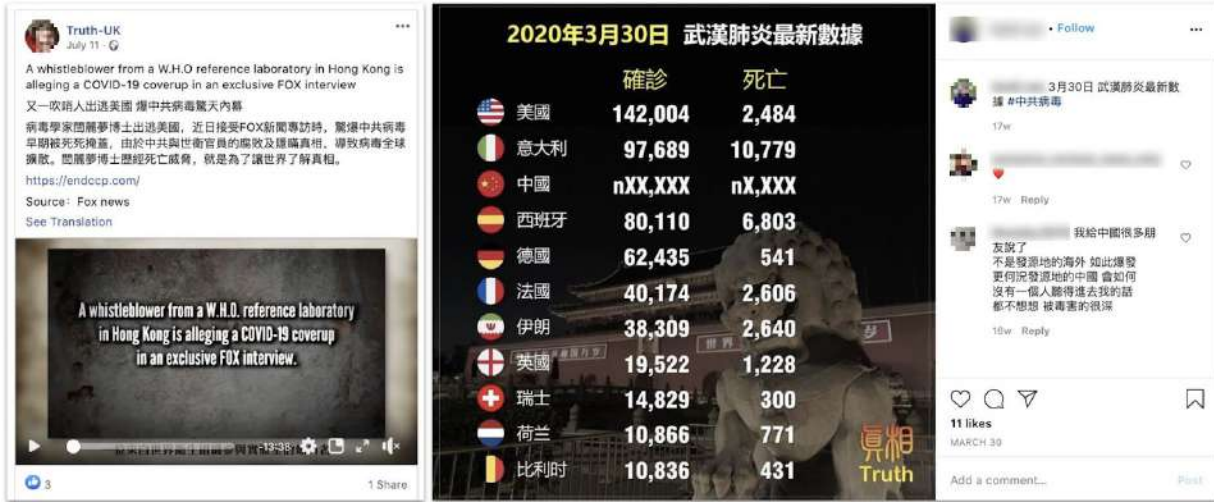 Truth-UK
July 11
A whistleblower from a W.H.O reference laboratory in Hong Kong is
alleging a COVID-19 coverup in an exclusive FOX interview
又一吹哨人出逃美國 爆中共病毒驚天內幕
病毒學家閆麗夢博士出逃美國，近日接受FOX新聞專訪時，驚爆中共病毒
早期被死死掩蓋，由於中共與世衛官員的腐敗及隱瞞真相，導致病毒全球
擴散。閆麗夢博士歷經死亡威脅，就是為了讓世界了解真相。
https://endccp.com/
Source：Fox news
See Translation
A whistleblower from a W.H.O. reference laboratory
in Hong Kong is alleging a COVID-19 coverup
in an exclusive FOX interview.
-13:38
3
1 Share
2020年3月30日 武漢肺炎最新數據
確診 死亡
美國 142,004 2,484
意大利 97,689 10,779
中國 nXX,XXX nX,XXX
西班牙 80,110 6,803
德國 62,435 541
法國 40,174 2,606
伊朗 38,309 2,640
英國 19,522 1,228
瑞士 14,829 300
荷兰 10,866 771
比利时 10,836 431
真相
Truth
• Follow
3月30日 武漢肺炎最新數
據 #中共病毒
17w
17w Reply
我給中國很多朋
友說了
不是發源地的海外 如此爆發
更何況發源地的中國 會如何
沒有一個人聽得進去我的話
都不想想 被毒害的很深
16w Reply
11 likes
MARCH 30
Add a comment...
Post